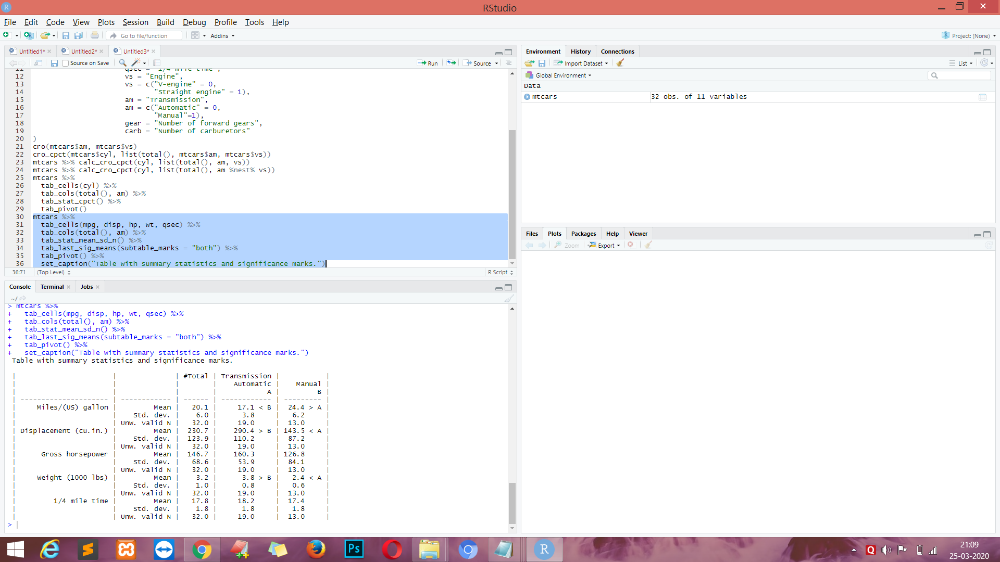 RStudio
File Edit Code View Plots Session Build Debug Profile Tools Help
Go to file/function Addins Project: (None)
Untitled1* Untitled2* Untitled3*
Source on Save Run Source
11 qsec = "1/4 mile time",
12 vs = "Engine",
13 vs = c("V-engine" = 0,
14 "Straight engine" = 1),
15 am = "Transmission",
16 am = c("Automatic" = 0,
17 "Manual"=1),
18 gear = "Number of forward gears",
19 carb = "Number of carburetors"
20 )
21 cro(mtcars$am, mtcars$vs)
22 cro_cpct(mtcars$cyl, list(total(), mtcars$am, mtcars$vs))
23 mtcars %>% calc_cro_cpct(cyl, list(total(), am, vs))
24 mtcars %>% calc_cro_cpct(cyl, list(total(), am %nest% vs))
25 mtcars %>%
26 tab_cells(cyl) %>%
27 tab_cols(total(), am) %>%
28 tab_stat_cpct() %>%
29 tab_pivot()
30 mtcars %>%
31 tab_cells(mpg, disp, hp, wt, qsec) %>%
32 tab_cols(total(), am) %>%
33 tab_stat_mean_sd_n() %>%
34 tab_last_sig_means(subtable_marks = "both") %>%
35 tab_pivot() %>%
36 set_caption("Table with summary statistics and significance marks.")
36:71 (Top Level) R Script
Console Terminal Jobs
~/
> mtcars %>%
+ tab_cells(mpg, disp, hp, wt, qsec) %>%
+ tab_cols(total(), am) %>%
+ tab_stat_mean_sd_n() %>%
+ tab_last_sig_means(subtable_marks = "both") %>%
+ tab_pivot() %>%
+ set_caption("Table with summary statistics and significance marks.")
Table with summary statistics and significance marks.
| | | #Total | Transmission | |
| | | | Automatic | Manual |
| | | | A | B |
| --------------------- | ------------ | ------ | ------------ | --------- |
| Miles/(US) gallon | Mean | 20.1 | 17.1 < B | 24.4 > A |
| | Std. dev. | 6.0 | 3.8 | 6.2 |
| | Unw. valid N | 32.0 | 19.0 | 13.0 |
| Displacement (cu.in.) | Mean | 230.7 | 290.4 > B | 143.5 < A |
| | Std. dev. | 123.9 | 110.2 | 87.2 |
| | Unw. valid N | 32.0 | 19.0 | 13.0 |
| Gross horsepower | Mean | 146.7 | 160.3 | 126.8 |
| | Std. dev. | 68.6 | 53.9 | 84.1 |
| | Unw. valid N | 32.0 | 19.0 | 13.0 |
| Weight (1000 lbs) | Mean | 3.2 | 3.8 > B | 2.4 < A |
| | Std. dev. | 1.0 | 0.8 | 0.6 |
| | Unw. valid N | 32.0 | 19.0 | 13.0 |
| 1/4 mile time | Mean | 17.8 | 18.2 | 17.4 |
| | Std. dev. | 1.8 | 1.8 | 1.8 |
| | Unw. valid N | 32.0 | 19.0 | 13.0 |
>
Environment History Connections
Import Dataset List
Global Environment
Data
mtcars 32 obs. of 11 variables
Files Plots Packages Help Viewer
Zoom Export
Ps
R
Q
21:09
25-03-2020